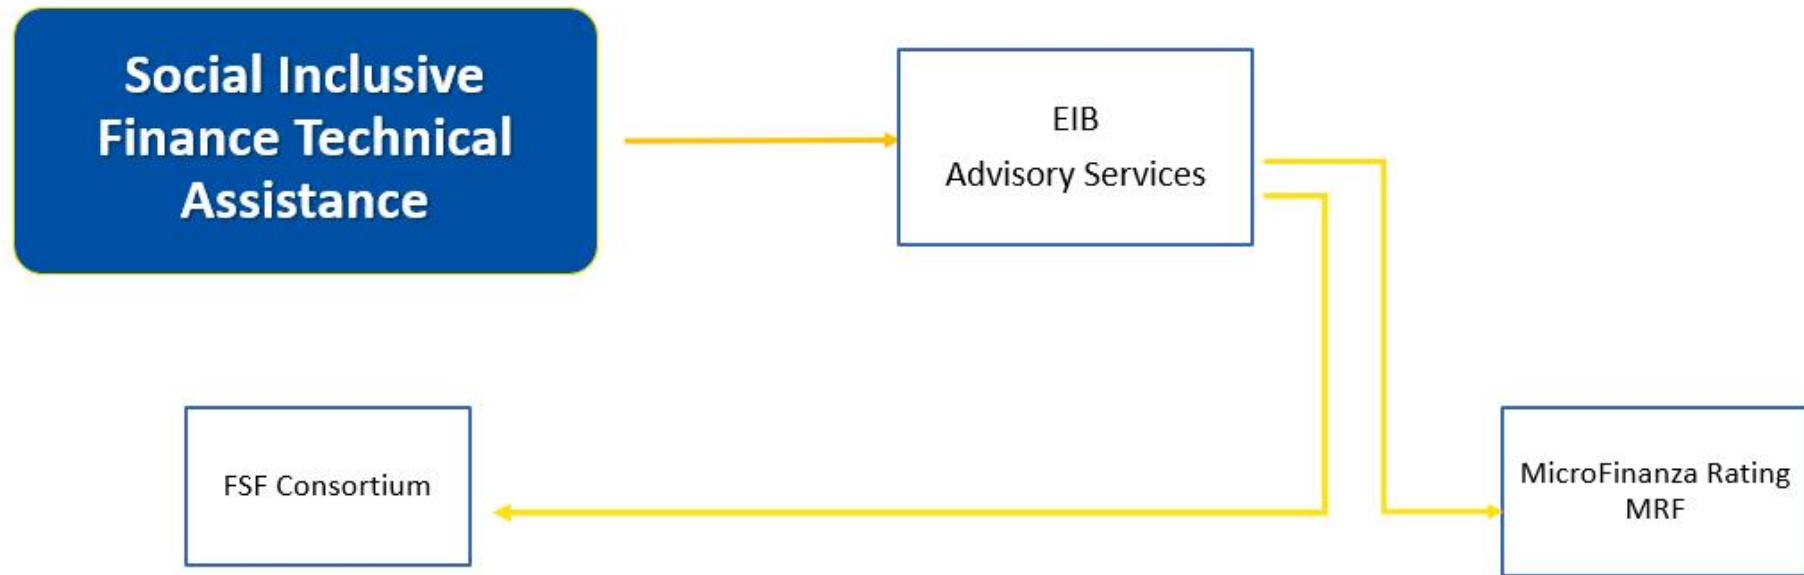 Social Inclusive
Finance Technical
Assistance
EIB
Advisory Services
FSF Consortium
MicroFinanza Rating
MRF